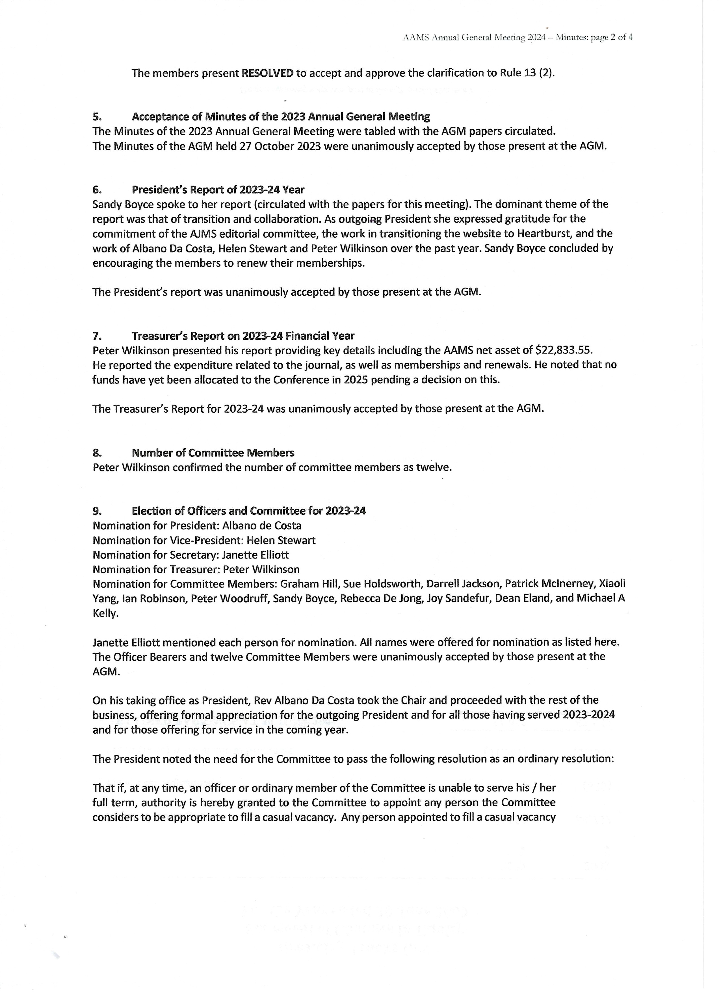 AAMS Annual General Meeting 2024 – Minutes: page 2 of 4
The members present RESOLVED to accept and approve the clarification to Rule 13 (2).
5. Acceptance of Minutes of the 2023 Annual General Meeting
The Minutes of the 2023 Annual General Meeting were tabled with the AGM papers circulated.
The Minutes of the AGM held 27 October 2023 were unanimously accepted by those present at the AGM.
6. President’s Report of 2023-24 Year
Sandy Boyce spoke to her report (circulated with the papers for this meeting). The dominant theme of the
report was that of transition and collaboration. As outgoing President she expressed gratitude for the
commitment of the AJMS editorial committee, the work in transitioning the website to Heartburst, and the
work of Albano Da Costa, Helen Stewart and Peter Wilkinson over the past year. Sandy Boyce concluded by
encouraging the members to renew their memberships.
The President’s report was unanimously accepted by those present at the AGM.
7. Treasurer’s Report on 2023-24 Financial Year
Peter Wilkinson presented his report providing key details including the AAMS net asset of $22,833.55.
He reported the expenditure related to the journal, as well as memberships and renewals. He noted that no
funds have yet been allocated to the Conference in 2025 pending a decision on this.
The Treasurer’s Report for 2023-24 was unanimously accepted by those present at the AGM.
8. Number of Committee Members
Peter Wilkinson confirmed the number of committee members as twelve.
9. Election of Officers and Committee for 2023-24
Nomination for President: Albano de Costa
Nomination for Vice-President: Helen Stewart
Nomination for Secretary: Janette Elliott
Nomination for Treasurer: Peter Wilkinson
Nomination for Committee Members: Graham Hill, Sue Holdsworth, Darrell Jackson, Patrick McInerney, Xiaoli
Yang, Ian Robinson, Peter Woodruff, Sandy Boyce, Rebecca De Jong, Joy Sandefur, Dean Eland, and Michael A
Kelly.
Janette Elliott mentioned each person for nomination. All names were offered for nomination as listed here.
The Officer Bearers and twelve Committee Members were unanimously accepted by those present at the
AGM.
On his taking office as President, Rev Albano Da Costa took the Chair and proceeded with the rest of the
business, offering formal appreciation for the outgoing President and for all those having served 2023-2024
and for those offering for service in the coming year.
The President noted the need for the Committee to pass the following resolution as an ordinary resolution:
That if, at any time, an officer or ordinary member of the Committee is unable to serve his / her
full term, authority is hereby granted to the Committee to appoint any person the Committee
considers to be appropriate to fill a casual vacancy. Any person appointed to fill a casual vacancy